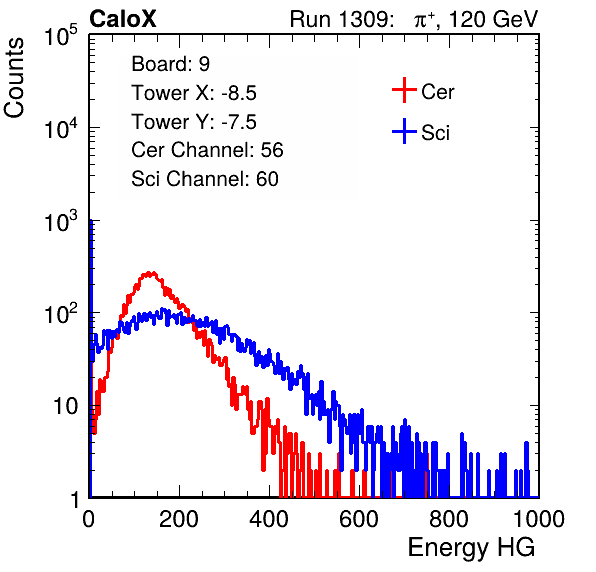 CaloX Run 1309: π⁺, 120 GeV
Counts
10⁵
10⁴
10³
10²
10
1
Board: 9
Tower X: -8.5
Tower Y: -7.5
Cer Channel: 56
Sci Channel: 60
Cer
Sci
0 200 400 600 800 1000
Energy HG